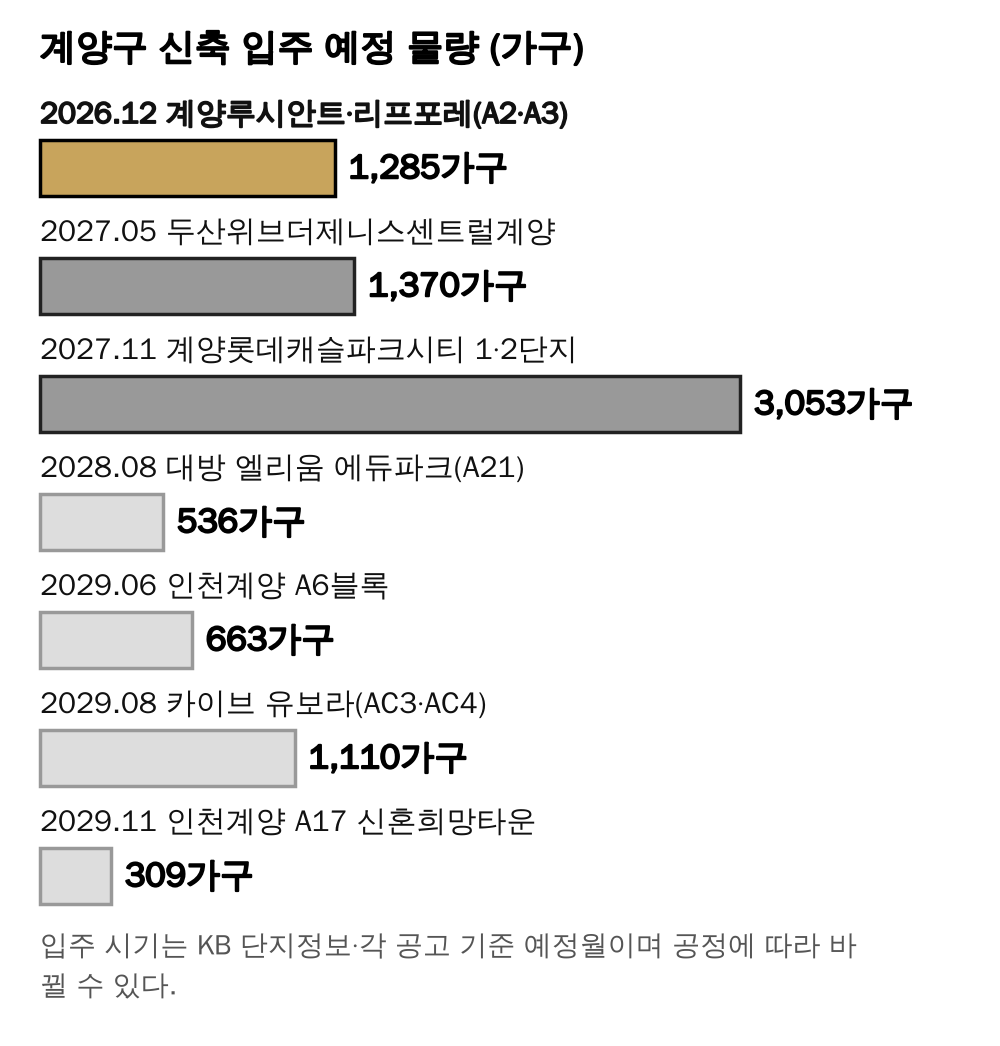 계양구 신축 입주 예정 물량 (가구)
2026.12 계양루시안트·리프포레(A2·A3)
1,285가구
2027.05 두산위브더제니스센트럴계양
1,370가구
2027.11 계양롯데캐슬파크시티 1·2단지
3,053가구
2028.08 대방 엘리움 에듀파크(A21)
536가구
2029.06 인천계양 A6블록
663가구
2029.08 카이브 유보라(AC3·AC4)
1,110가구
2029.11 인천계양 A17 신혼희망타운
309가구
입주 시기는 KB 단지정보·각 공고 기준 예정월이며 공정에 따라 바
뀔 수 있다.